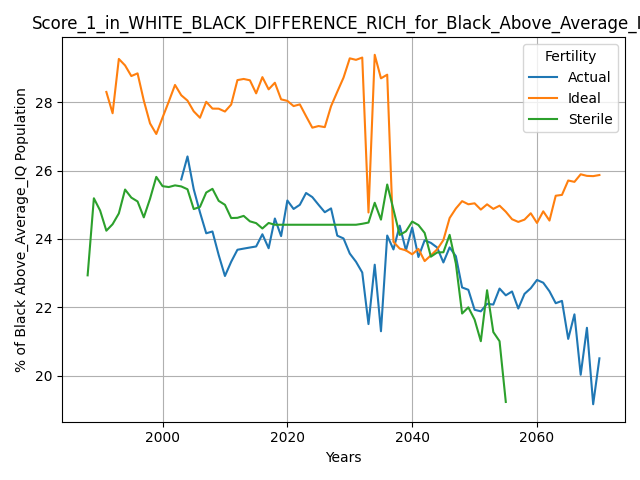 Score_1_in_WHITE_BLACK_DIFFERENCE_RICH_for_Black_Above_Average_I
Fertility
Actual
Ideal
Sterile
% of Black Above_Average_IQ Population
28
26
24
22
20
2000
2020
2040
2060
Years